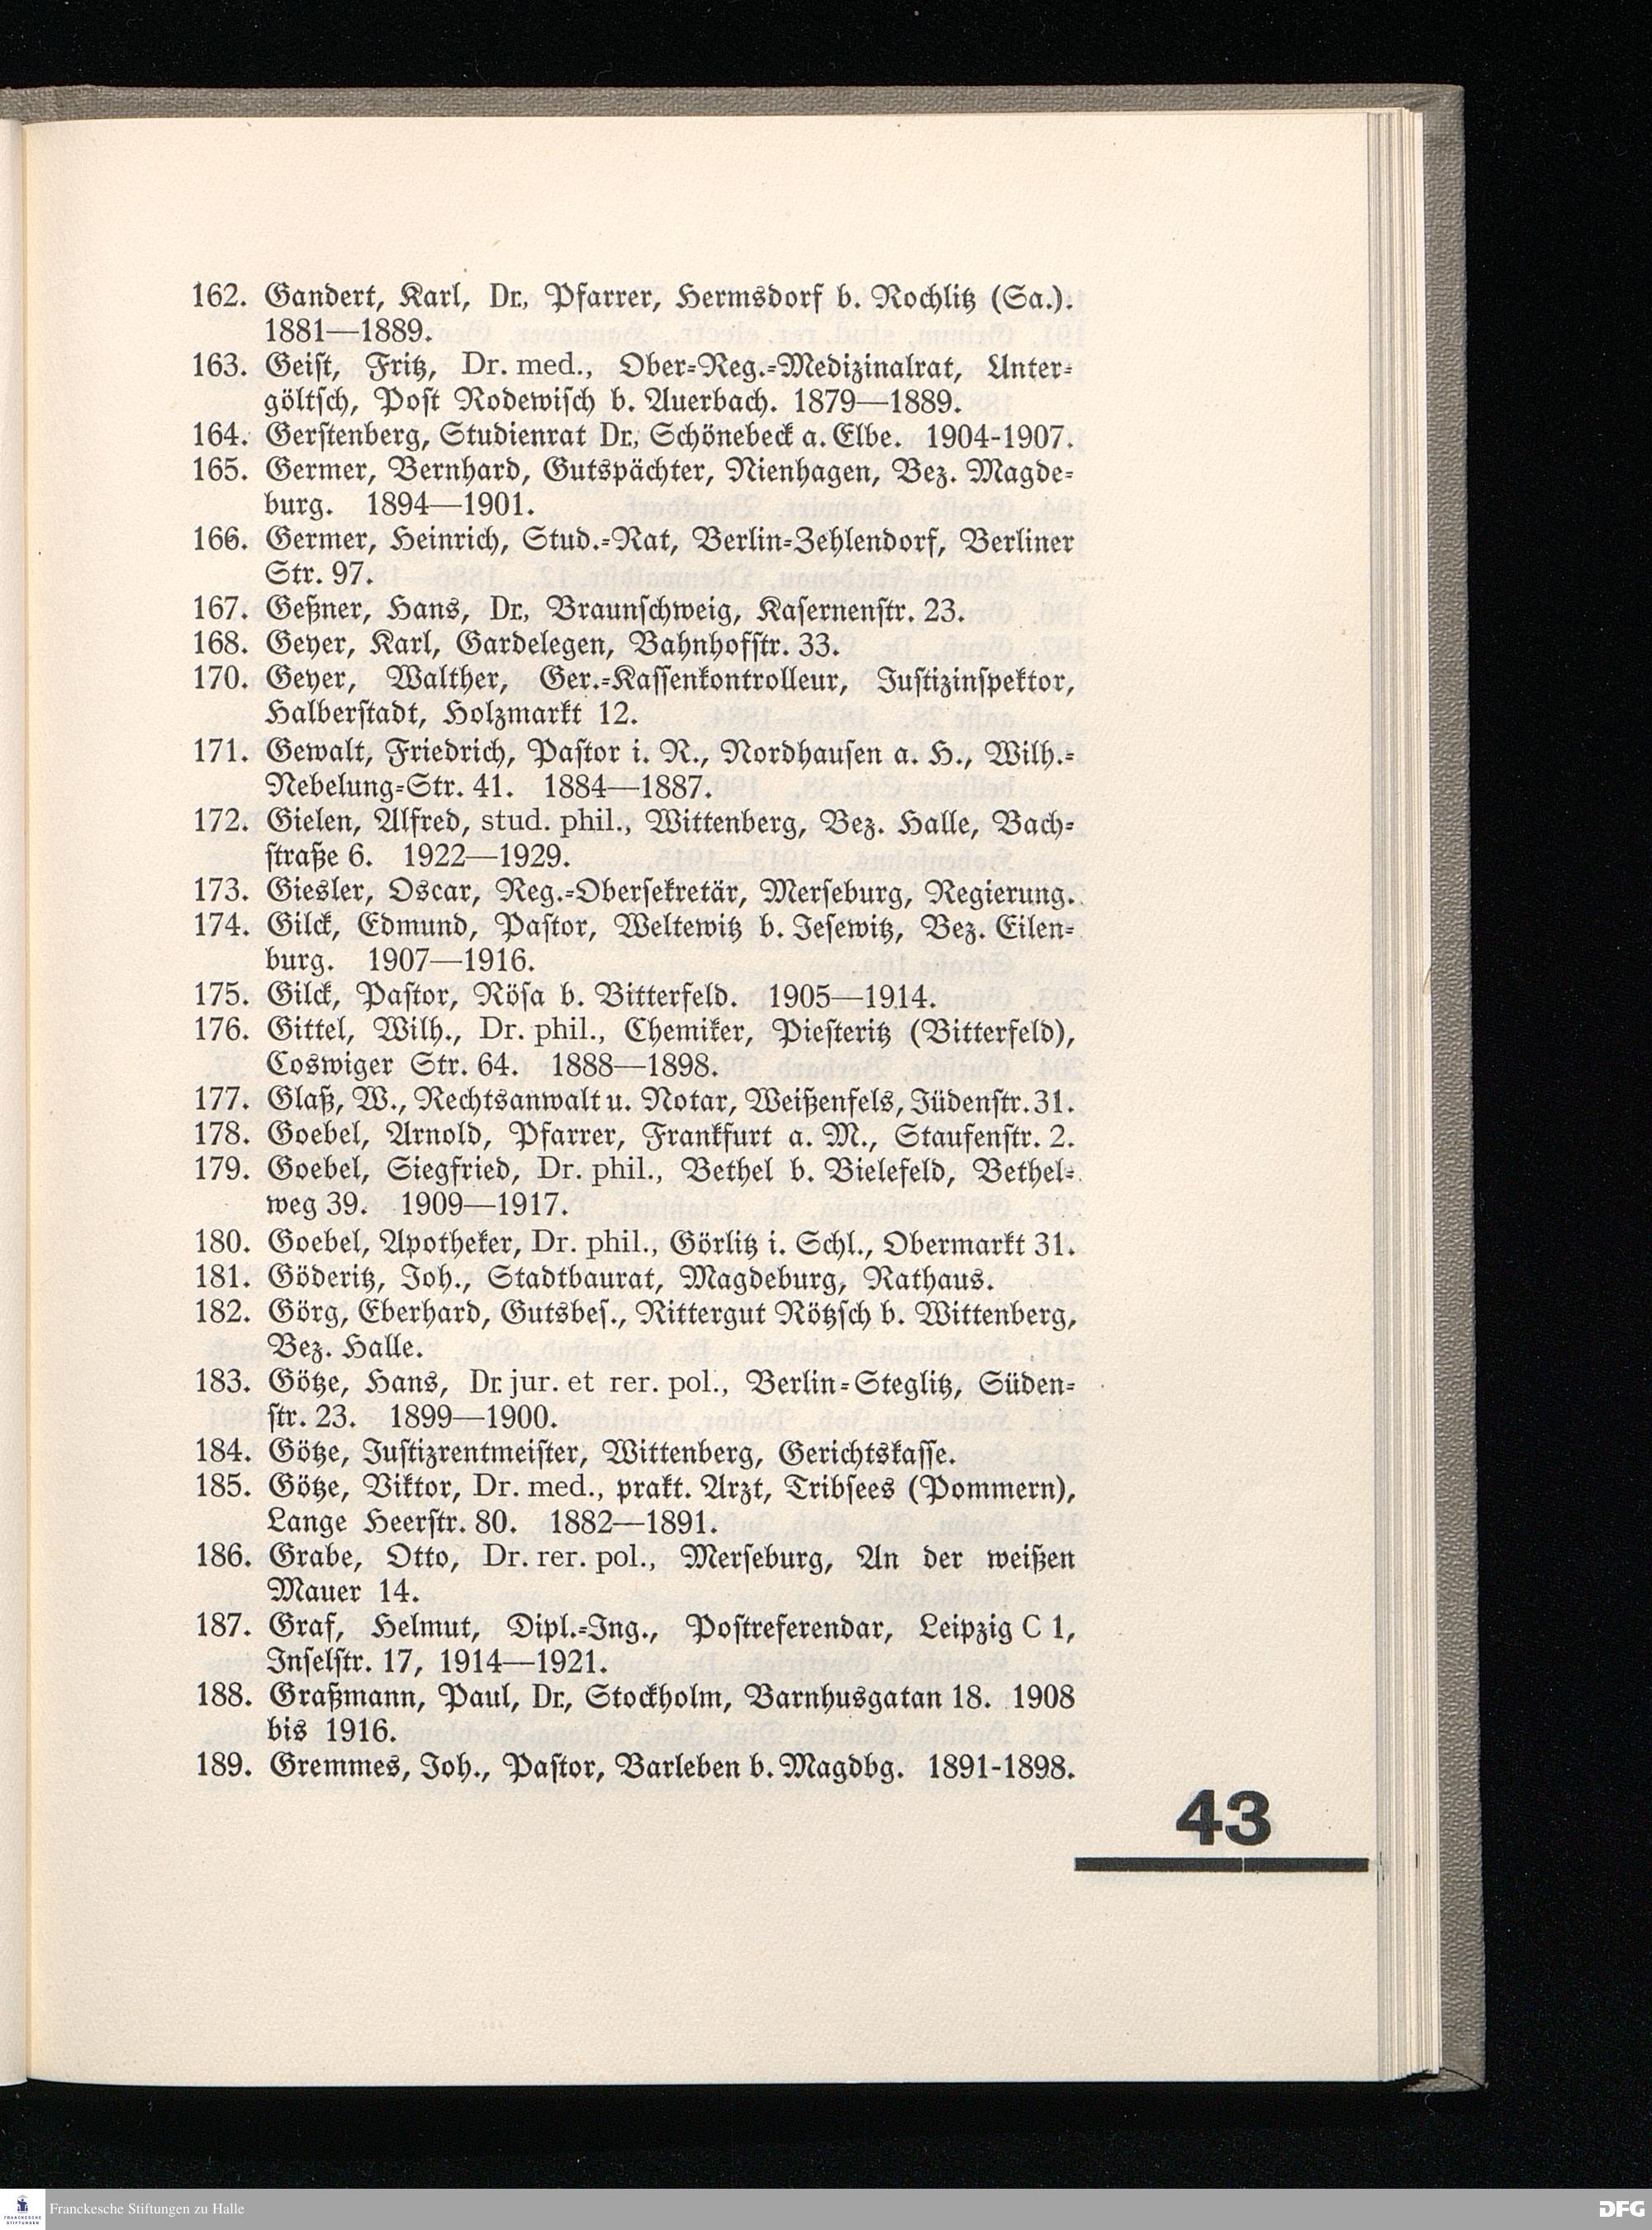 162. Gandert, Karl, Dr., Pfarrer, Hermsdorf b. Rochlitz (Sa.).
1881—1889.
163. Geist, Fritz, Dr. med., Ober-Reg.-Medizinalrat, Unter-
göltsch, Post Rodewisch b. Auerbach. 1879—1889.
164. Gerstenberg, Studienrat Dr., Schönebeck a. Elbe. 1904-1907.
165. Germer, Bernhard, Gutspächter, Nienhagen, Bez. Magde-
burg. 1894—1901.
166. Germer, Heinrich, Stud.-Rat, Berlin-Zehlendorf, Berliner
Str. 97.
167. Geßner, Hans, Dr., Braunschweig, Kasernenstr. 23.
168. Geyer, Karl, Gardelegen, Bahnhofstr. 33.
170. Geyer, Walther, Ger.-Kassenkontrolleur, Justizinspektor,
Halberstadt, Holzmarkt 12.
171. Gewalt, Friedrich, Pastor i. R., Nordhausen a. H., Wilh.-
Nebelung-Str. 41. 1884—1887.
172. Gielen, Alfred, stud. phil., Wittenberg, Bez. Halle, Bach-
straße 6. 1922—1929.
173. Giesler, Oscar, Reg.-Obersekretär, Merseburg, Regierung.
174. Gilck, Edmund, Pastor, Weltewitz b. Jesewitz, Bez. Eilen-
burg. 1907—1916.
175. Gilck, Pastor, Rösa b. Bitterfeld. 1905—1914.
176. Gittel, Wilh., Dr. phil., Chemiker, Piesteritz (Bitterfeld),
Coswiger Str. 64. 1888—1898.
177. Glaß, W., Rechtsanwalt u. Notar, Weißenfels, Jüdenstr. 31.
178. Goebel, Arnold, Pfarrer, Frankfurt a. M., Staufenstr. 2.
179. Goebel, Siegfried, Dr. phil., Bethel b. Bielefeld, Bethel-
weg 39. 1909—1917.
180. Goebel, Apotheker, Dr. phil., Görlitz i. Schl., Obermarkt 31.
181. Göderitz, Joh., Stadtbaurat, Magdeburg, Rathaus.
182. Görg, Eberhard, Gutsbes., Rittergut Rötzsch b. Wittenberg,
Bez. Halle.
183. Götze, Hans, Dr. jur. et rer. pol., Berlin-Steglitz, Süden-
str. 23. 1899—1900.
184. Götze, Justizrentmeister, Wittenberg, Gerichtskasse.
185. Götze, Viktor, Dr. med., prakt. Arzt, Tribsees (Pommern),
Lange Heerstr. 80. 1882—1891.
186. Grabe, Otto, Dr. rer. pol., Merseburg, An der weißen
Mauer 14.
187. Graf, Helmut, Dipl.-Ing., Postreferendar, Leipzig C 1,
Inselstr. 17, 1914—1921.
188. Graßmann, Paul, Dr., Stockholm, Barnhusgatan 18. 1908
bis 1916.
189. Gremmes, Joh., Pastor, Barleben b. Magdbg. 1891-1898.
43
Franckesche Stiftungen zu Halle
DFG